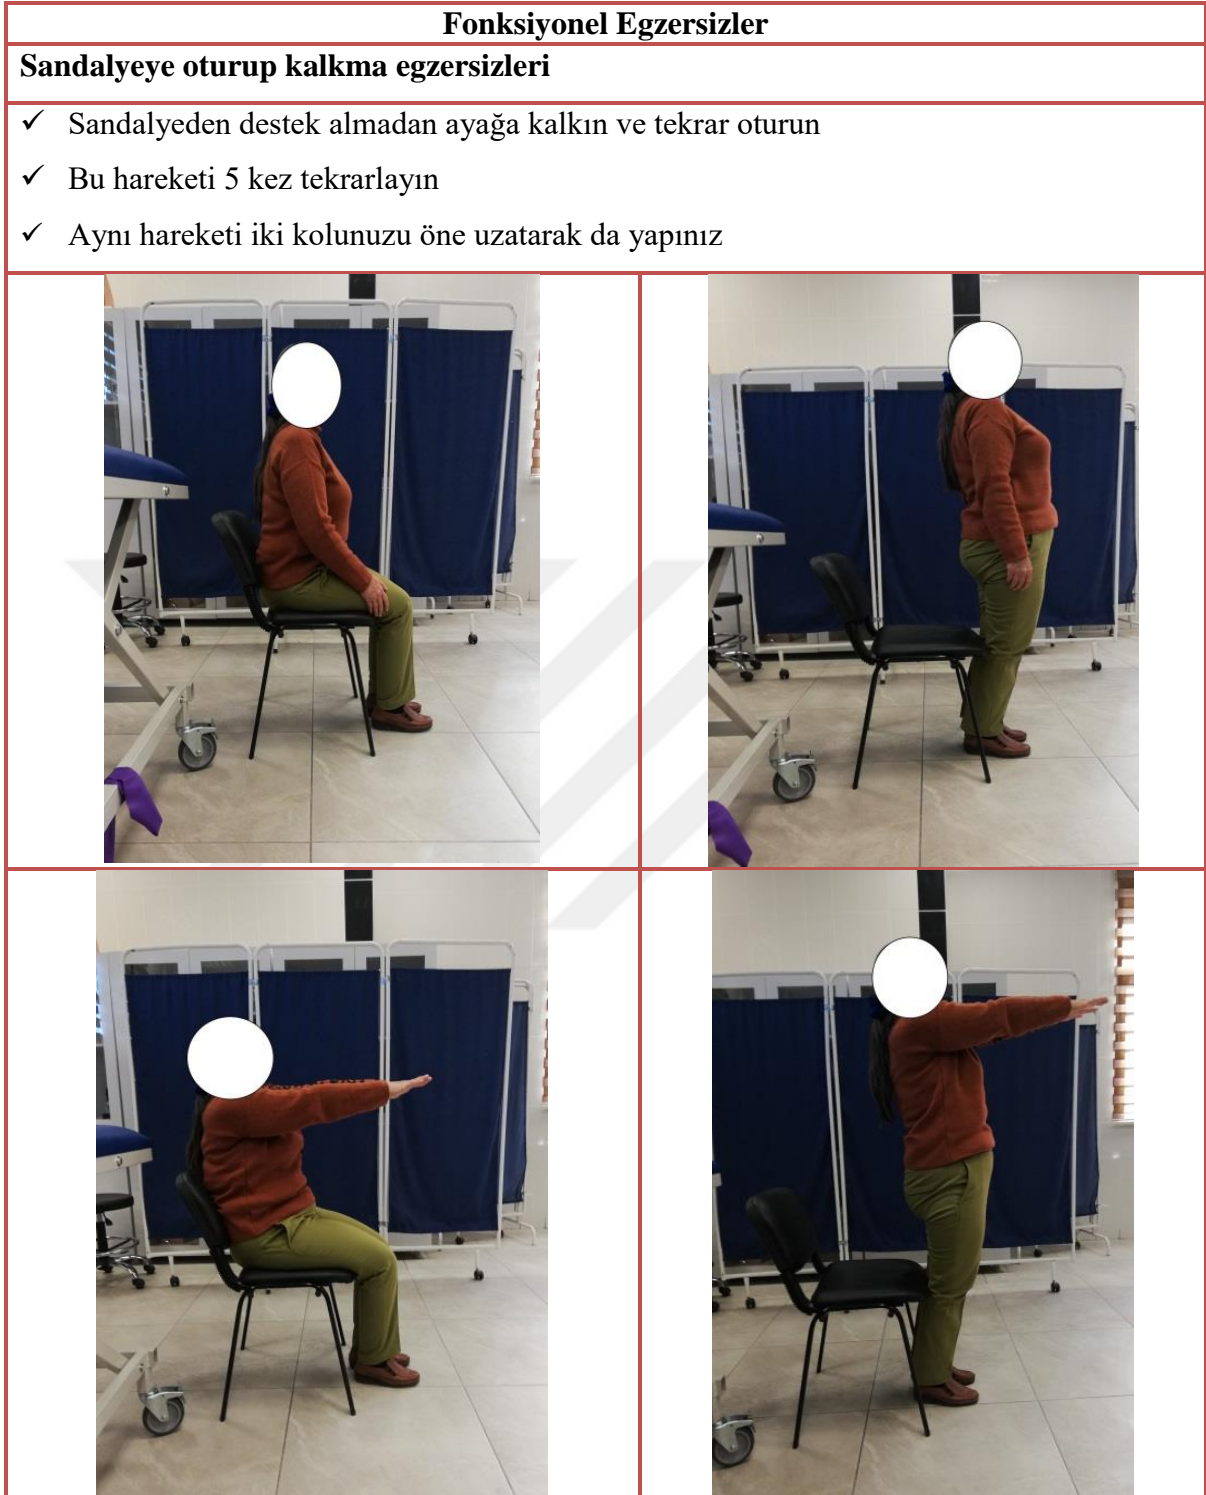 Fonksiyonel Egzersizler
Sandalyeye oturup kalkma egzersizleri
✓ Sandalyeden destek almadan ayağa kalkın ve tekrar oturun
✓ Bu hareketi 5 kez tekrarlayın
✓ Aynı hareketi iki kolunuzu öne uzatarak da yapınız